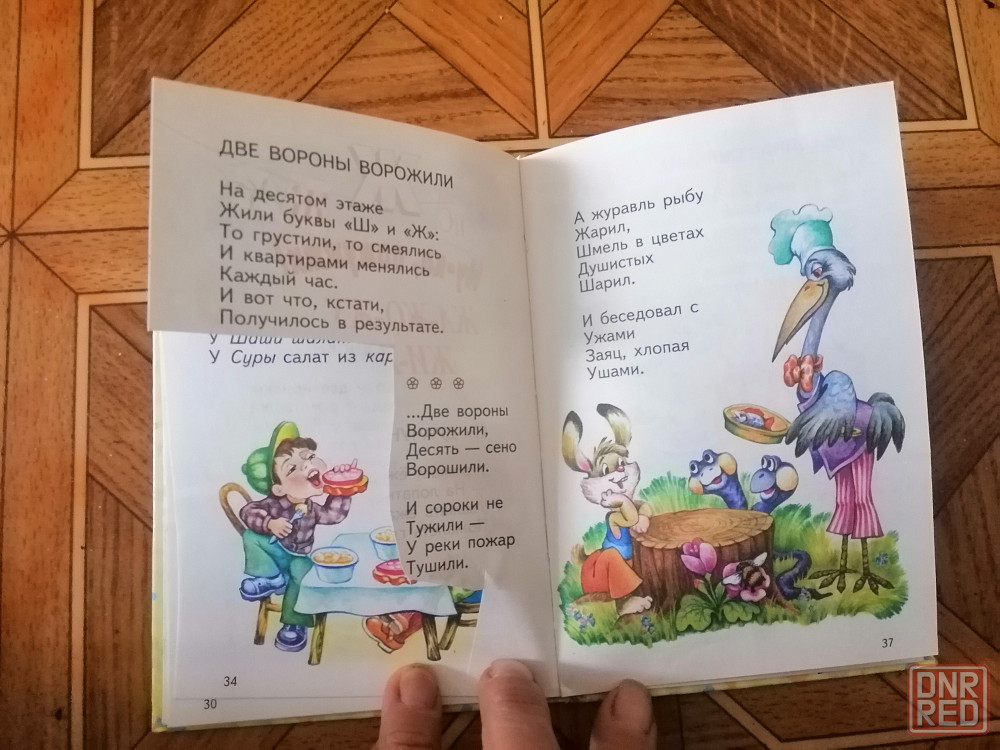 ДВЕ ВОРОНЫ ВОРОЖИЛИ
На десятом этаже
Жили буквы «Ш» и «Ж»:
То грустили, то смеялись
И квартирами менялись
Каждый час.
И вот что, кстати,
Получилось в результате.
У Суры салат из кар
...Две вороны
Ворожили,
Десять — сено
Ворошили.
И сороки не
Тужили —
У реки пожар
Тушили.
34
30
А журавль рыбу
Жарил,
Шмель в цветах
Душистых
Шарил.
И беседовал с
Ужами
Заяц, хлопая
Ушами.
37
DNR
RED